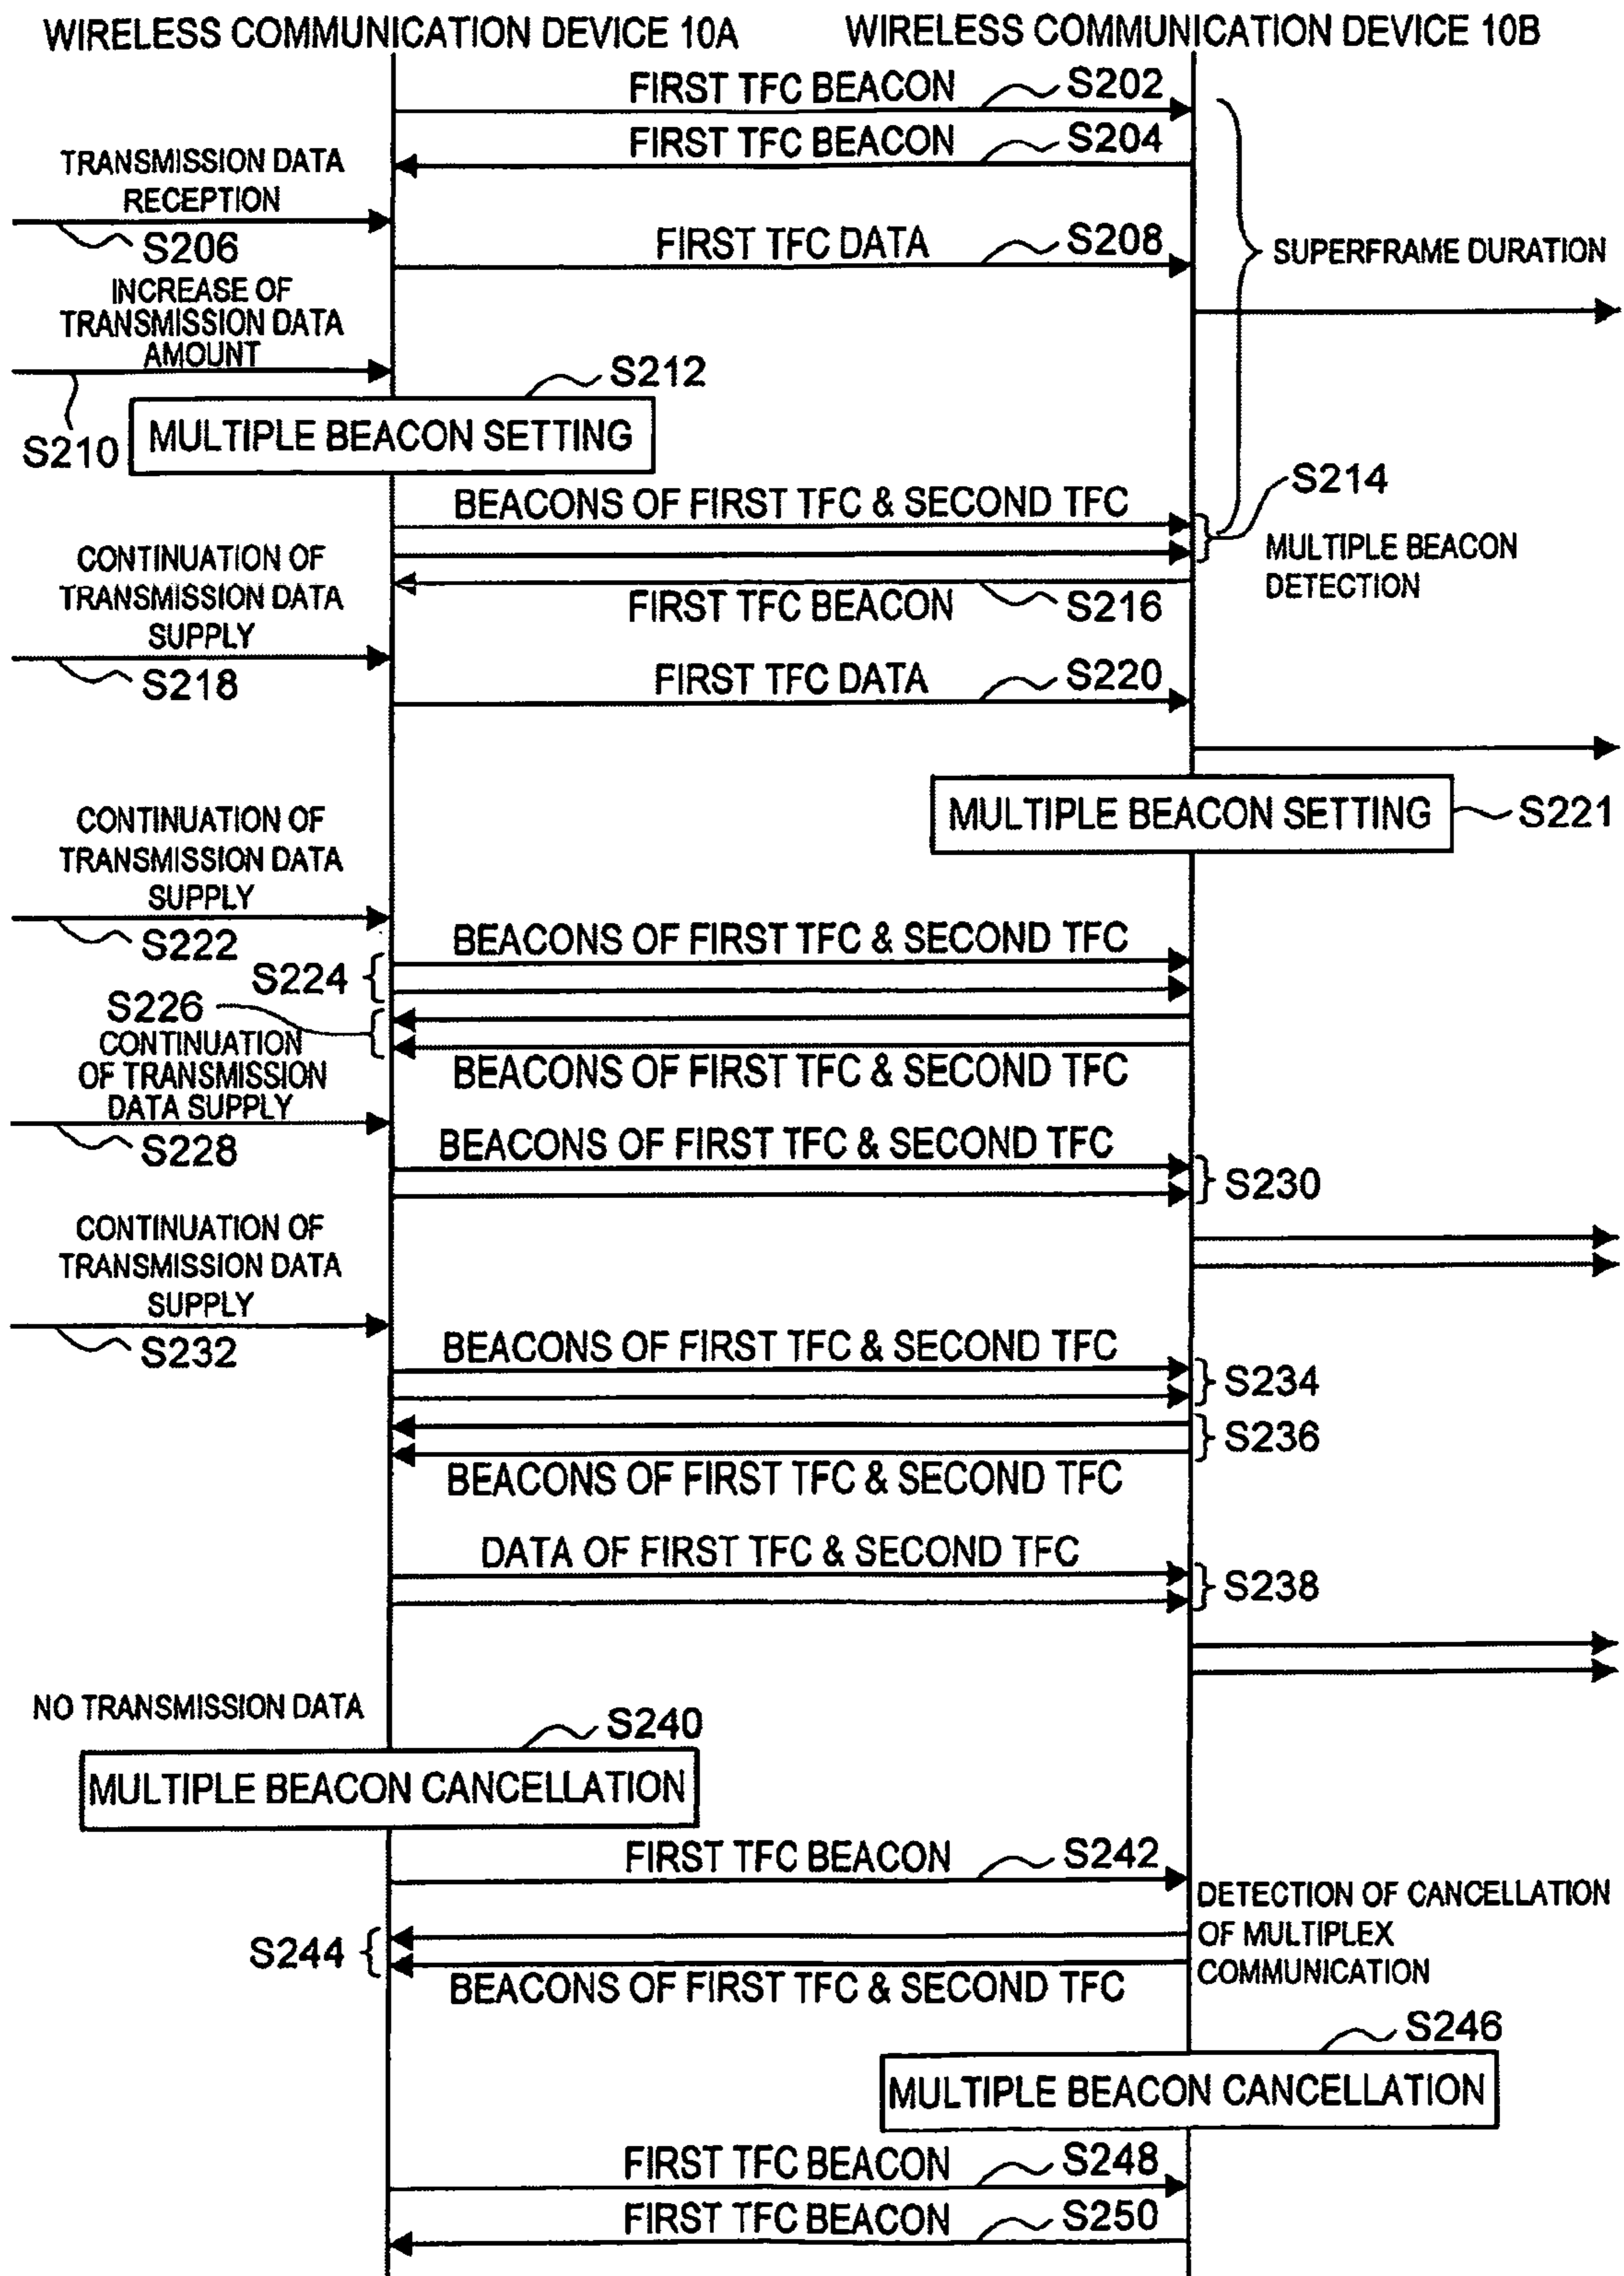 WIRELESS COMMUNICATION DEVICE 10A
WIRELESS COMMUNICATION DEVICE 10B
FIRST TFC BEACON
S202
FIRST TFC BEACON
S204
TRANSMISSION DATA
RECEPTION
S206
FIRST TFC DATA
S208
SUPERFRAME DURATION
INCREASE OF
TRANSMISSION DATA
AMOUNT
S210
S212
MULTIPLE BEACON SETTING
BEACONS OF FIRST TFC & SECOND TFC
S214
MULTIPLE BEACON
DETECTION
CONTINUATION OF
TRANSMISSION DATA
SUPPLY
S218
FIRST TFC BEACON
S216
FIRST TFC DATA
S220
MULTIPLE BEACON SETTING
S221
CONTINUATION OF
TRANSMISSION DATA
SUPPLY
S222
BEACONS OF FIRST TFC & SECOND TFC
S224
S226
BEACONS OF FIRST TFC & SECOND TFC
CONTINUATION
OF TRANSMISSION
DATA SUPPLY
S228
BEACONS OF FIRST TFC & SECOND TFC
S230
CONTINUATION OF
TRANSMISSION DATA
SUPPLY
S232
BEACONS OF FIRST TFC & SECOND TFC
S234
S236
BEACONS OF FIRST TFC & SECOND TFC
DATA OF FIRST TFC & SECOND TFC
S238
NO TRANSMISSION DATA
S240
MULTIPLE BEACON CANCELLATION
FIRST TFC BEACON
S242
DETECTION OF CANCELLATION
OF MULTIPLEX
COMMUNICATION
S244
BEACONS OF FIRST TFC & SECOND TFC
S246
MULTIPLE BEACON CANCELLATION
FIRST TFC BEACON
S248
FIRST TFC BEACON
S250